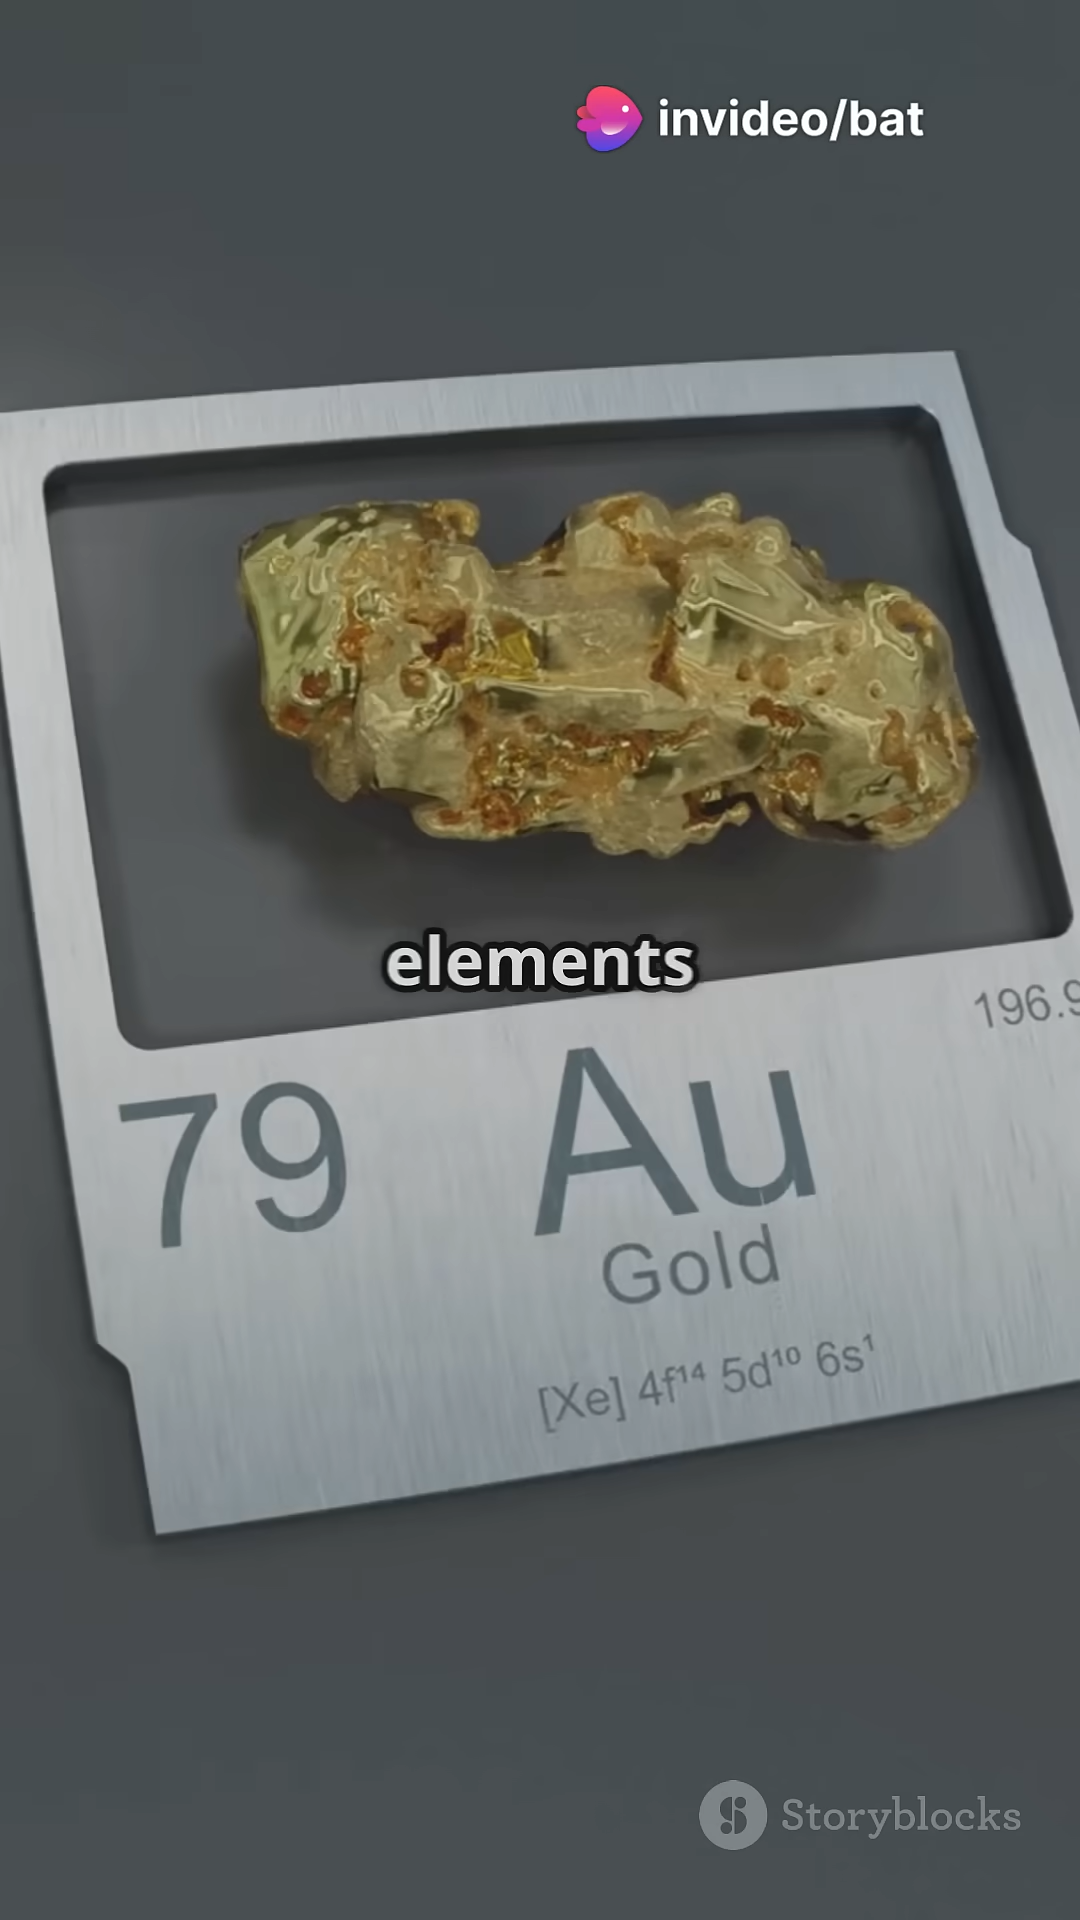 invideo/bat
elements
196.9
79
Au
Gold
[Xe] 4f¹⁴ 5d¹⁰ 6s¹
Storyblocks